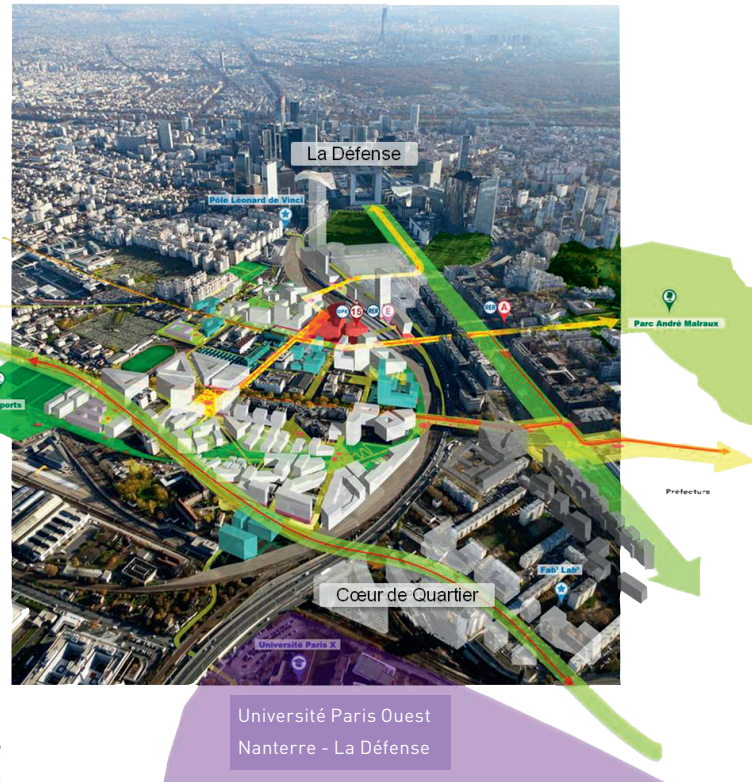 La Défense
Pôle Léonard de Vinci
GPE 15 RER E
RER A
Parc André Malraux
ports
Préfecture
Fab' Lab'
Cœur de Quartier
Université Paris X
Université Paris Ouest
Nanterre - La Défense